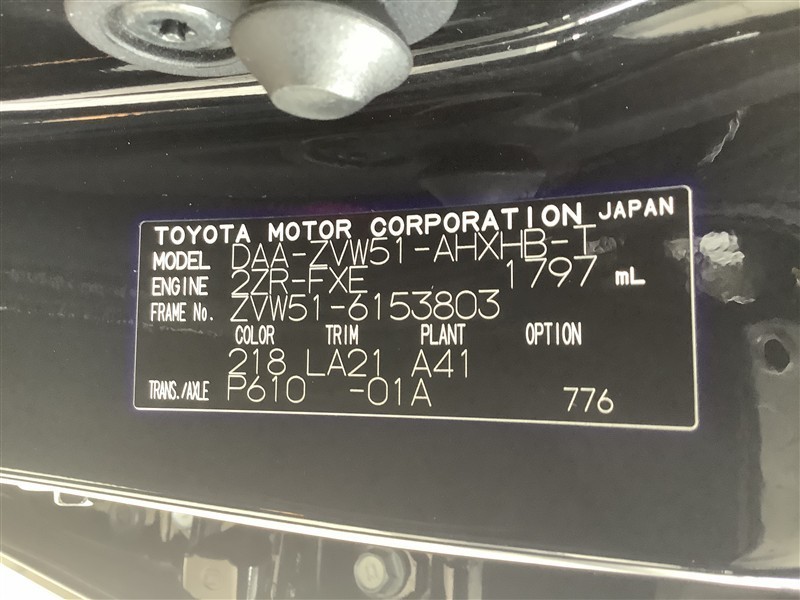 TOYOTA MOTOR CORPORATION JAPAN
MODEL DAA-ZVW51-AHXHB-T
ENGINE 2ZR-FXE 1797 mL
FRAME No. ZVW51-6153803
COLOR TRIM PLANT OPTION
218 LA21 A41
TRANS./AXLE P610 -01A 776